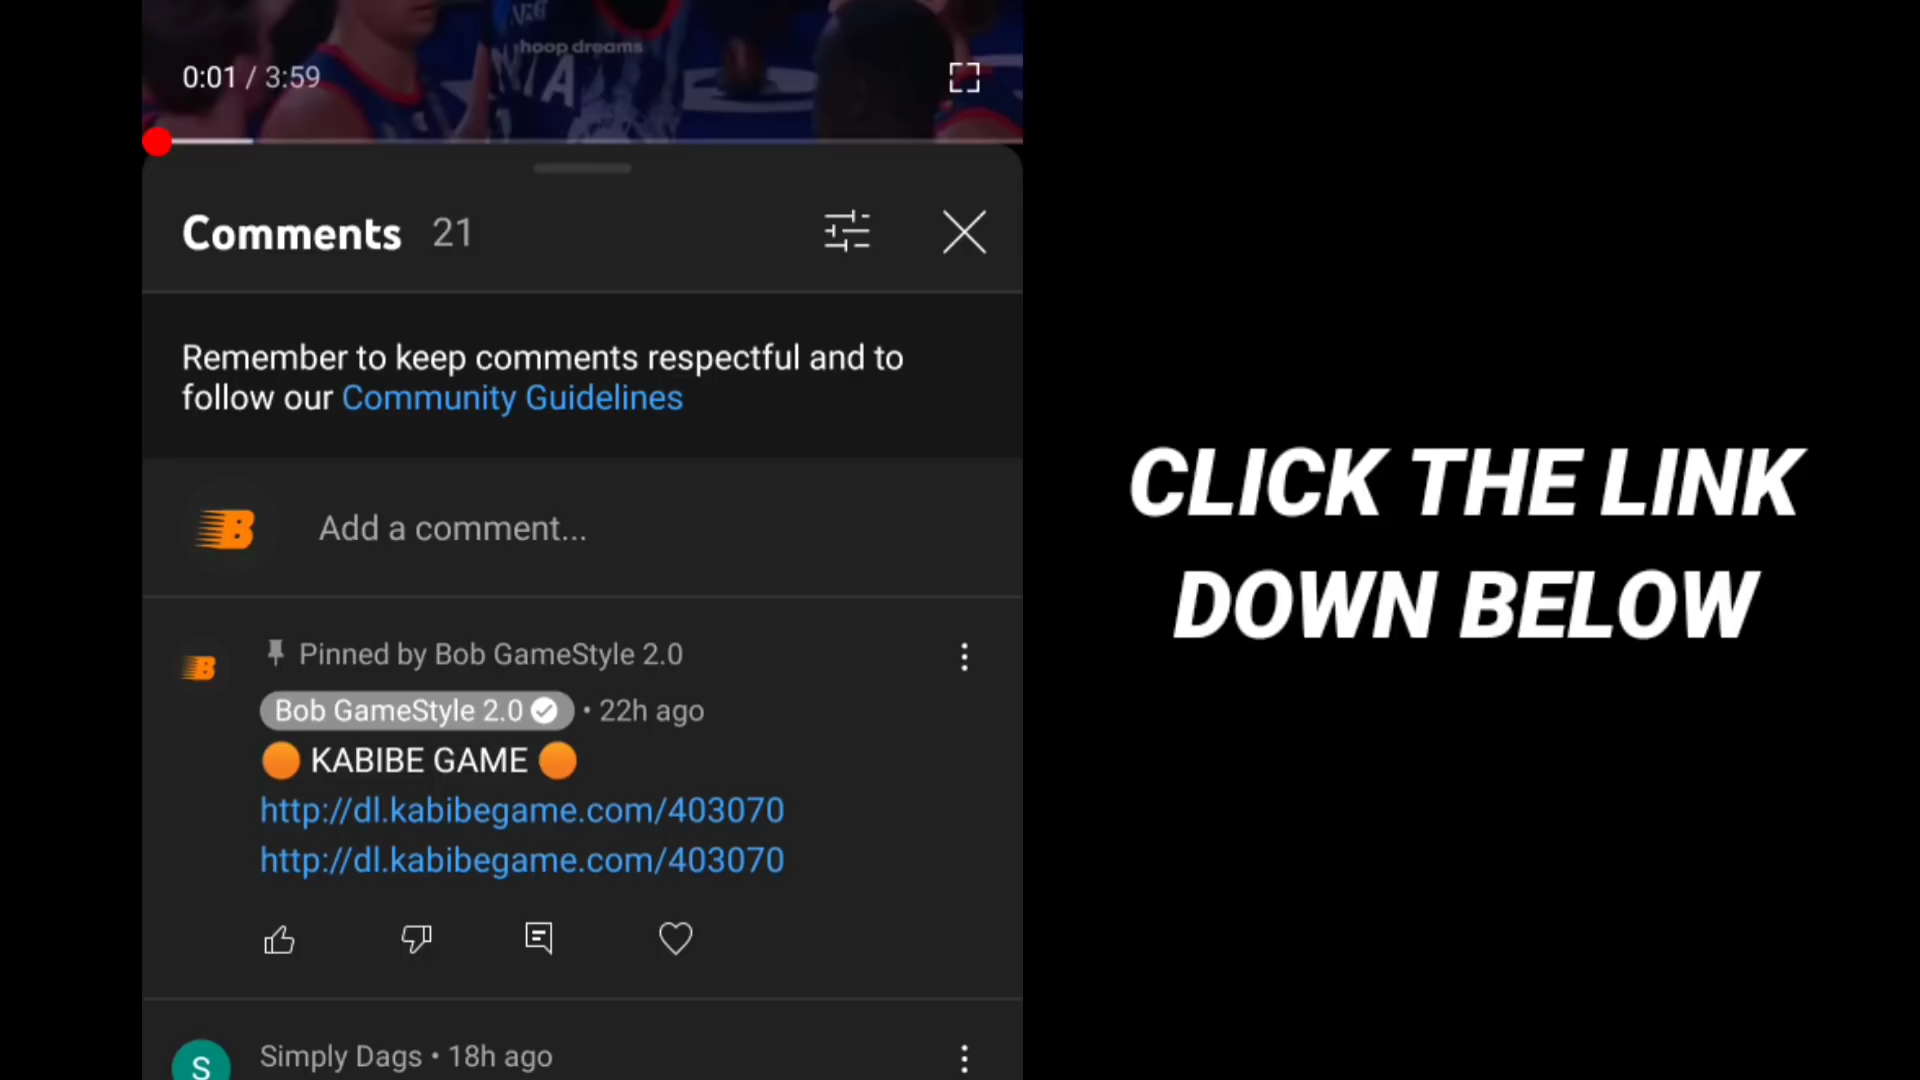 hoop dreams
0:01 / 3:59
Comments 21
Remember to keep comments respectful and to
follow our Community Guidelines
B Add a comment...
Pinned by Bob GameStyle 2.0
B
Bob GameStyle 2.0 • 22h ago
KABIBE GAME
http://dl.kabibegame.com/403070
http://dl.kabibegame.com/403070
S Simply Dags • 18h ago
CLICK THE LINK
DOWN BELOW